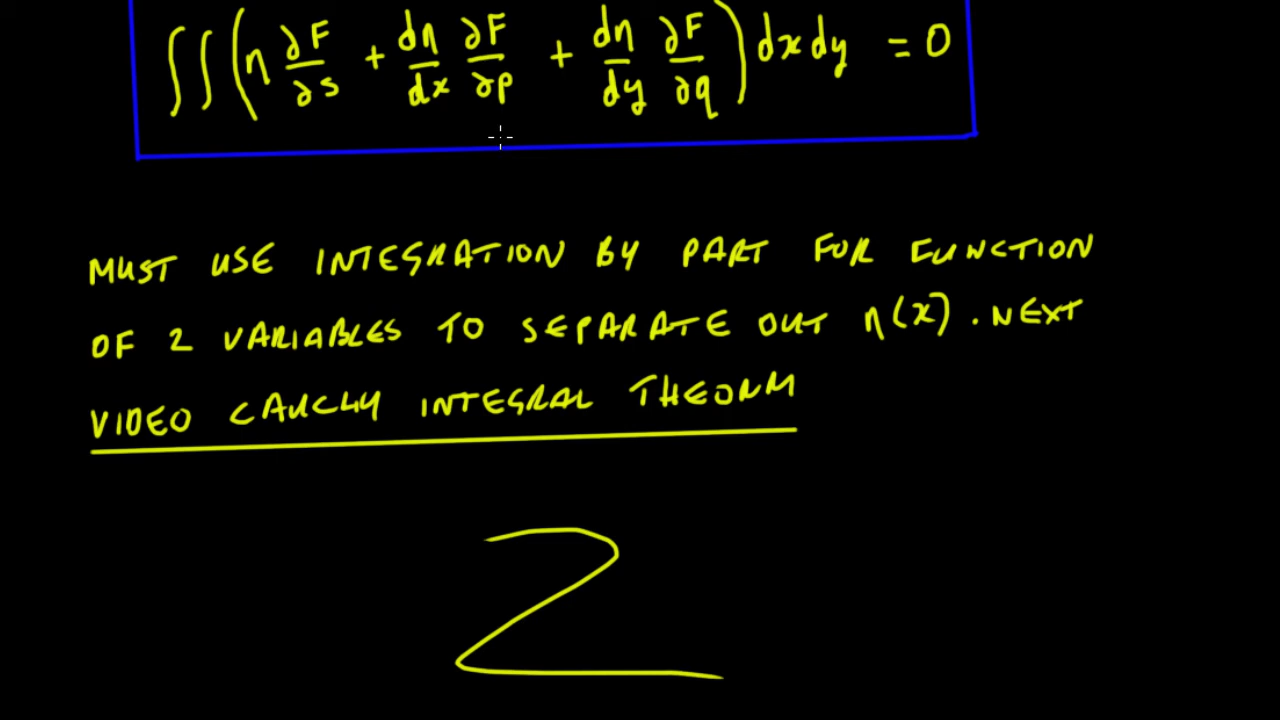 ∫∫(η ∂F/∂s + dη/dx ∂F/∂p + dη/dy ∂F/∂q) dx dy = 0
MUST USE INTEGRATION BY PART FOR FUNCTION
OF 2 VARIABLES TO SEPARATE OUT η(x). NEXT
VIDEO CAUCHY INTEGRAL THEORM
2